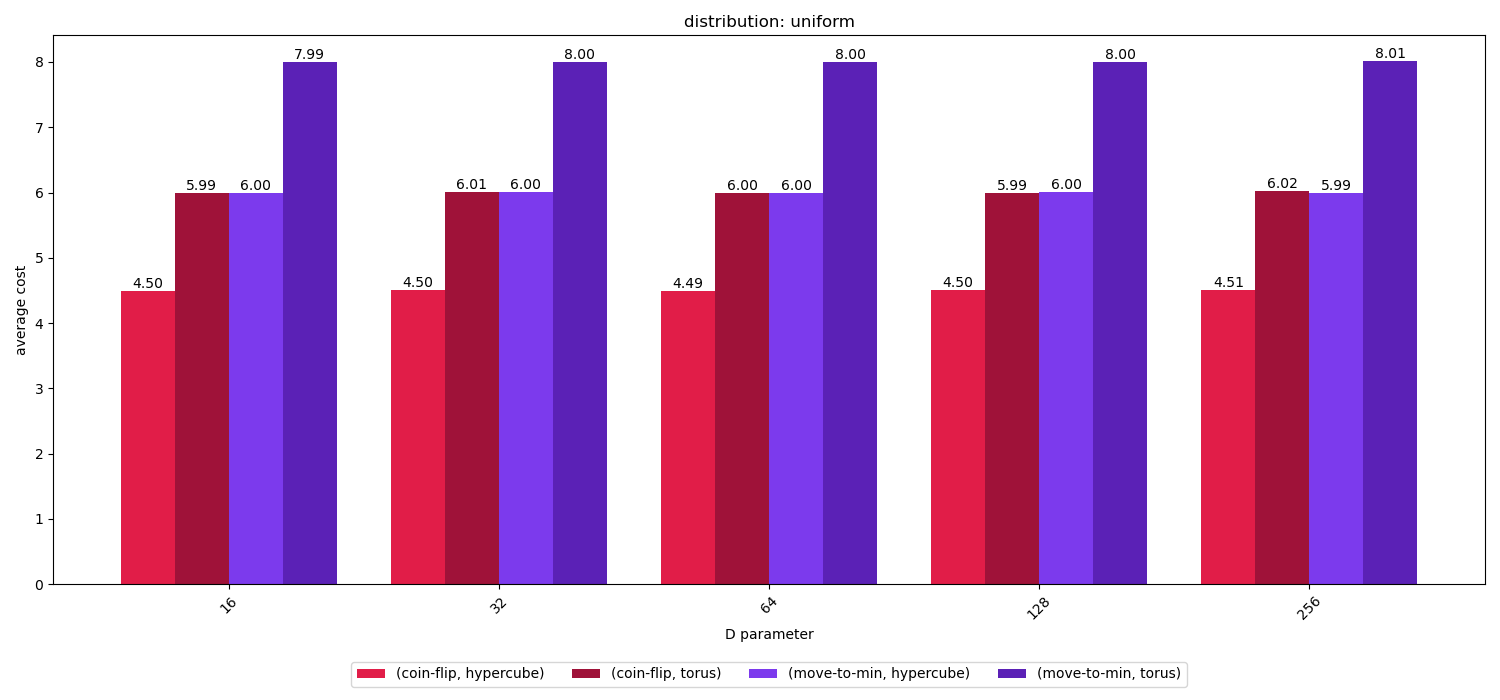 distribution: uniform
7.99 8.00 8.00 8.00 8.01
8
7
5.99 6.00 6.01 6.00 6.00 6.00 5.99 6.00 6.02 5.99
6
5
4.50 4.50 4.49 4.50 4.51
4
3
2
1
0
average cost
16 32 64 128 256
D parameter
(coin-flip, hypercube) (coin-flip, torus) (move-to-min, hypercube) (move-to-min, torus)